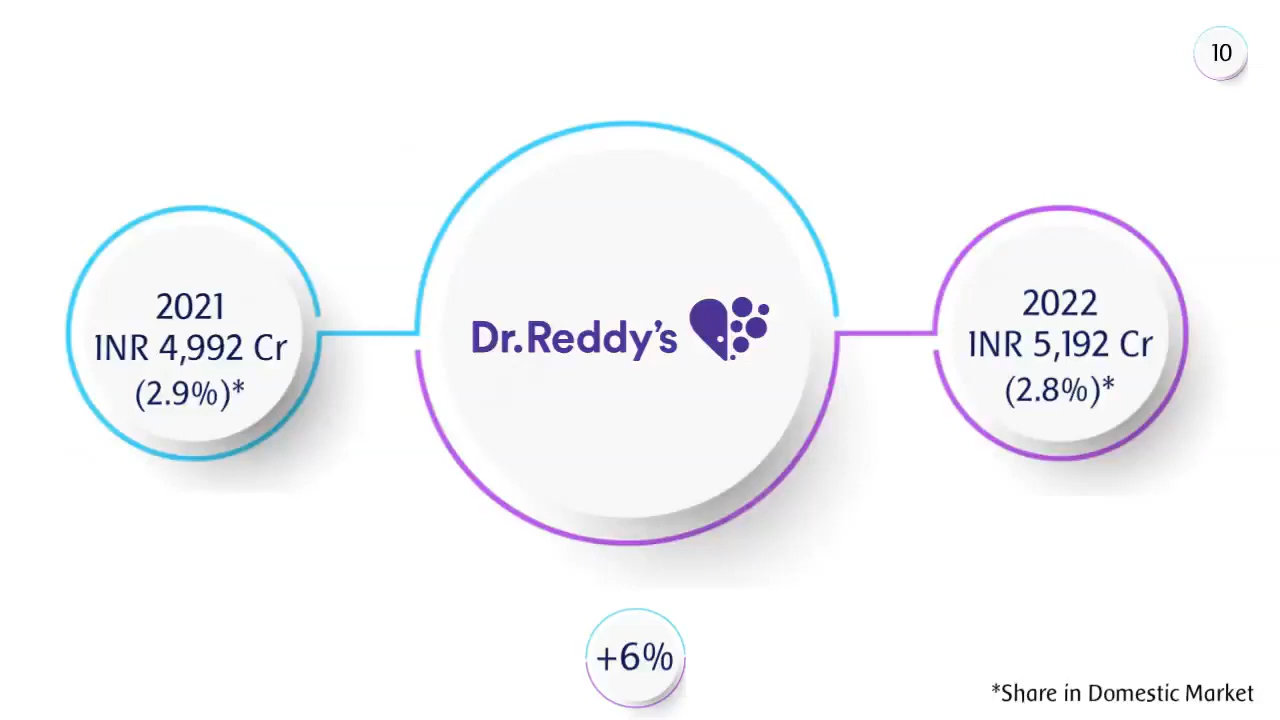 10
2021
INR 4,992 Cr
(2.9%)*
Dr.Reddy's
2022
INR 5,192 Cr
(2.8%)*
+6%
*Share in Domestic Market